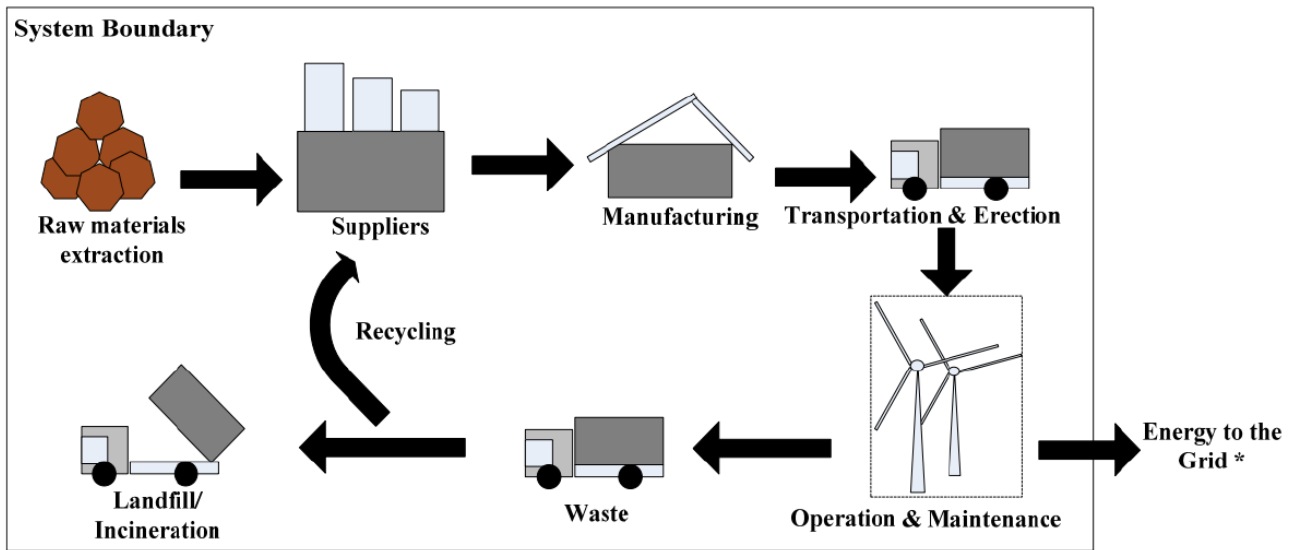 System Boundary
Raw materials
extraction
Suppliers
Manufacturing
Transportation & Erection
Recycling
Landfill/
Incineration
Waste
Operation & Maintenance
Energy to the
Grid *